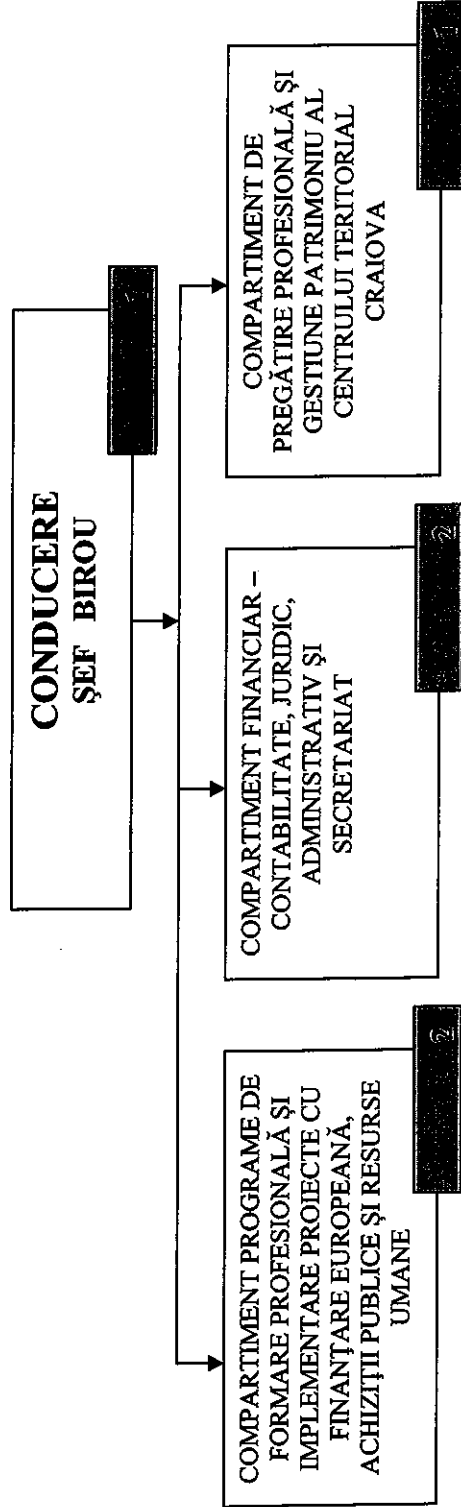 CONDUCERE
ŞEF BIROU
1
COMPARTIMENT PROGRAME DE
FORMARE PROFESIONALĂ ŞI
IMPLEMENTARE PROIECTE CU
FINANŢARE EUROPEANĂ,
ACHIZIŢII PUBLICE ŞI RESURSE
UMANE
2
COMPARTIMENT FINANCIAR –
CONTABILITATE, JURIDIC,
ADMINISTRATIV ŞI
SECRETARIAT
2
COMPARTIMENT DE
PREGĂTIRE PROFESIONALĂ ŞI
GESTIUNE PATRIMONIU AL
CENTRULUI TERITORIAL
CRAIOVA
1